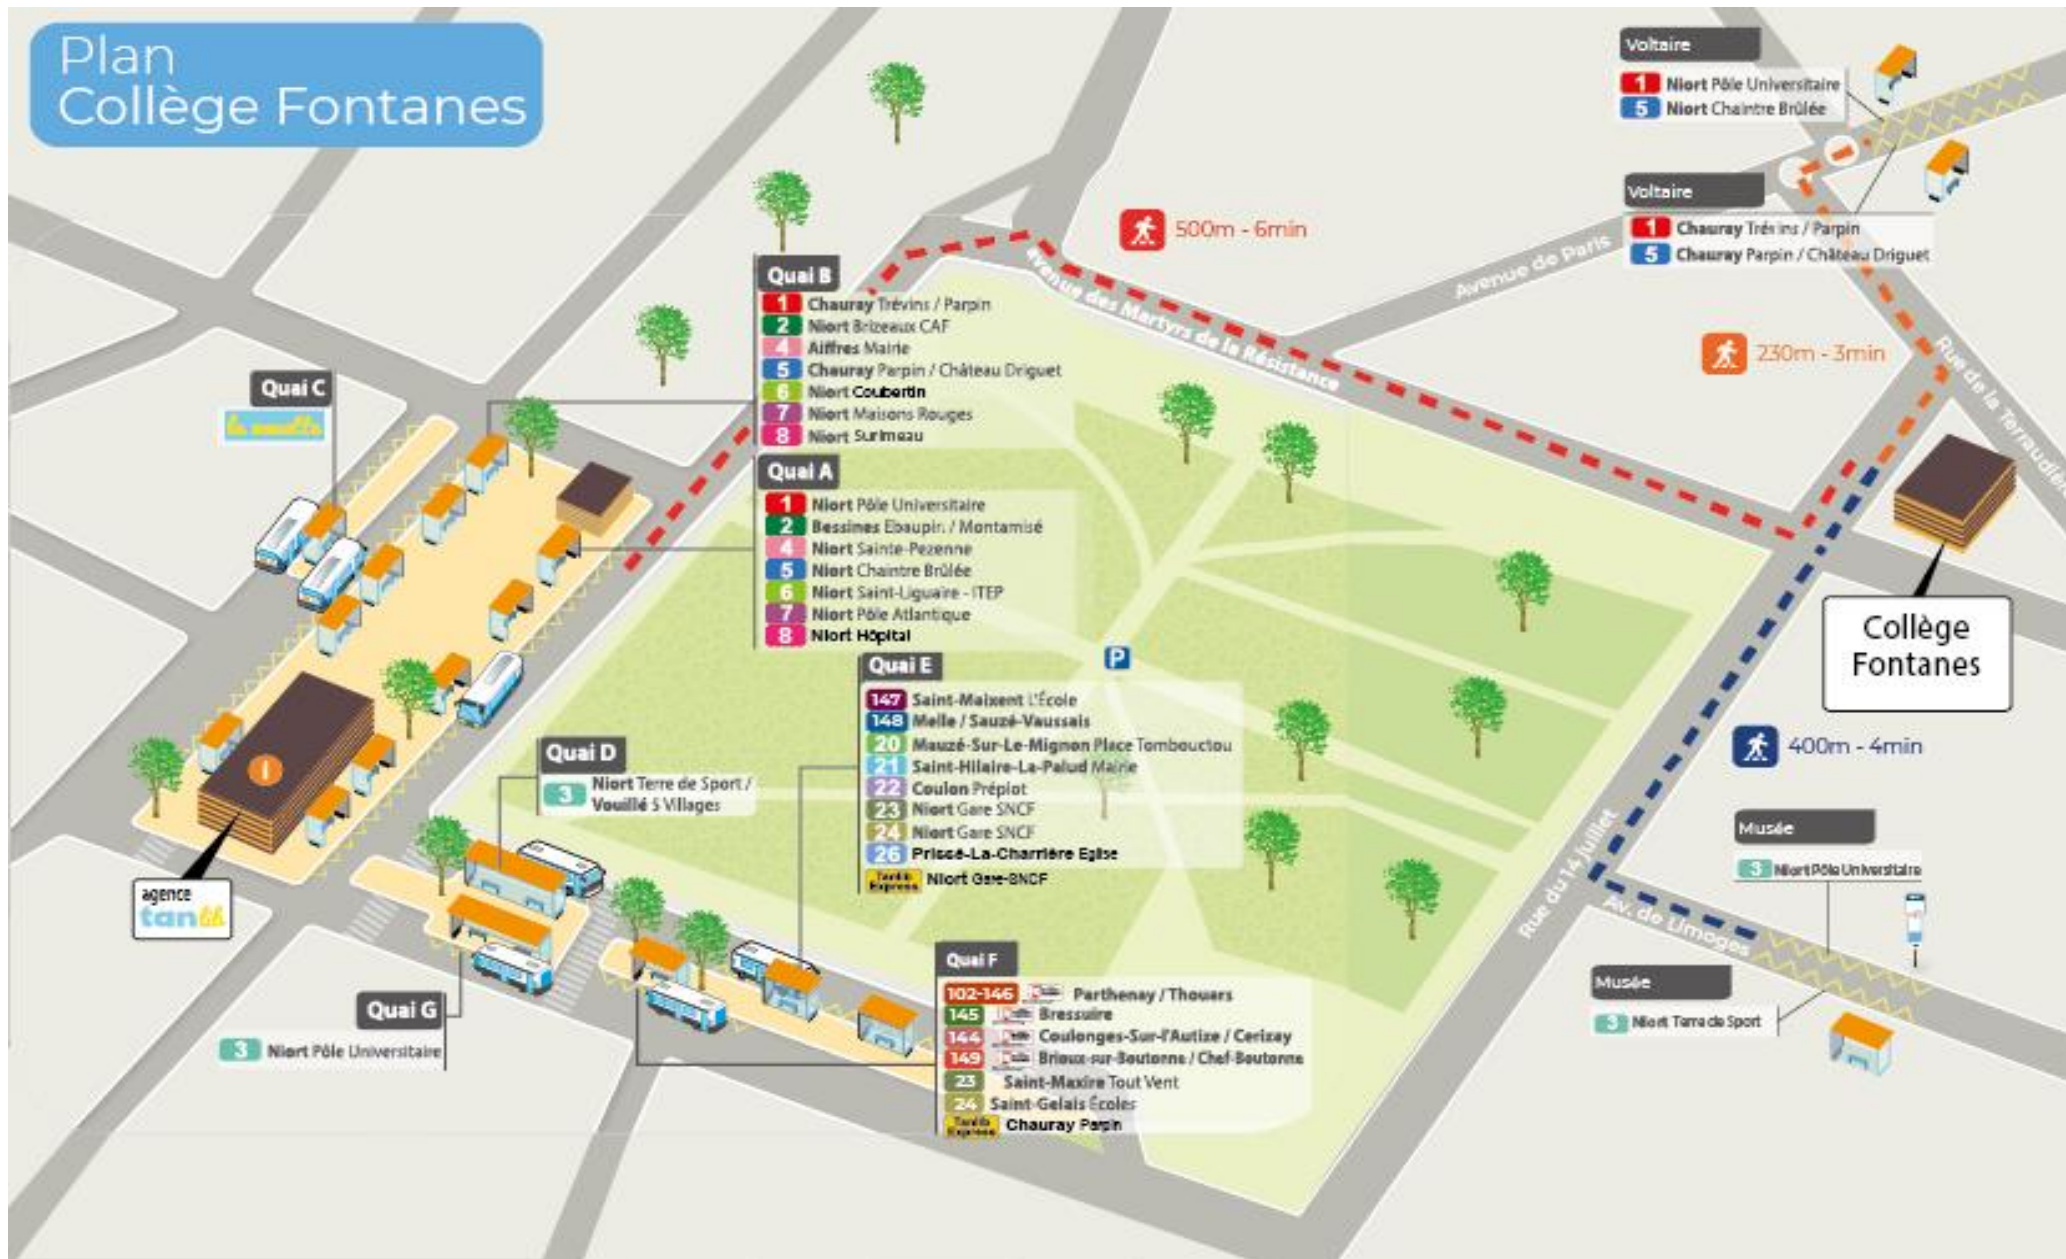 Plan
Collège Fontanes
Voltaire
1 Niort Pôle Universitaire
5 Niort Chaintre Brûlée
Voltaire
1 Chauray Trévins / Parpin
5 Chauray Parpin / Château Driguet
500m - 6min
Avenue de Paris
avenue des Martyrs de la Résistance
230m - 3min
Rue de la Terraudière
Quai B
1 Chauray Trévins / Parpin
2 Niort Brizeaux CAF
4 Aiffres Mairie
5 Chauray Parpin / Château Driguet
6 Niort Coubertin
7 Niort Maisons Rouges
8 Niort Surimeau
Quai C
Quai A
1 Niort Pôle Universitaire
2 Bessines Ebaupin / Montamisé
4 Niort Sainte-Pezenne
5 Niort Chaintre Brûlée
6 Niort Saint-Liguaire - ITEP
7 Niort Pôle Atlantique
8 Niort Hôpital
P
Collège
Fontanes
Quai E
147 Saint-Maixent L'École
148 Melle / Sauzé-Vaussais
20 Mauzé-Sur-Le-Mignon Place Tombouctou
21 Saint-Hilaire-La-Palud Mairie
22 Coulon Préplot
23 Niort Gare SNCF
24 Niort Gare SNCF
26 Prissé-La-Charrière Eglise
Tanlib
Express Niort Gare-SNCF
Quai D
3 Niort Terre de Sport /
Vouillé 5 Villages
i
400m - 4min
Rue du 14 juillet
Av. de Limoges
Musée
3 Niort Pôle Universitaire
Musée
3 Niort Terre de Sport
agence
tanlib
Quai F
102-146 Parthenay / Thouars
145 Bressuire
144 Coulonges-Sur-l'Autize / Cerizay
149 Brioux-sur-Boutonne / Chef-Boutonne
23 Saint-Maxire Tout Vent
24 Saint-Gelais Écoles
Tanlib
Express Chauray Parpin
Quai G
3 Niort Pôle Universitaire